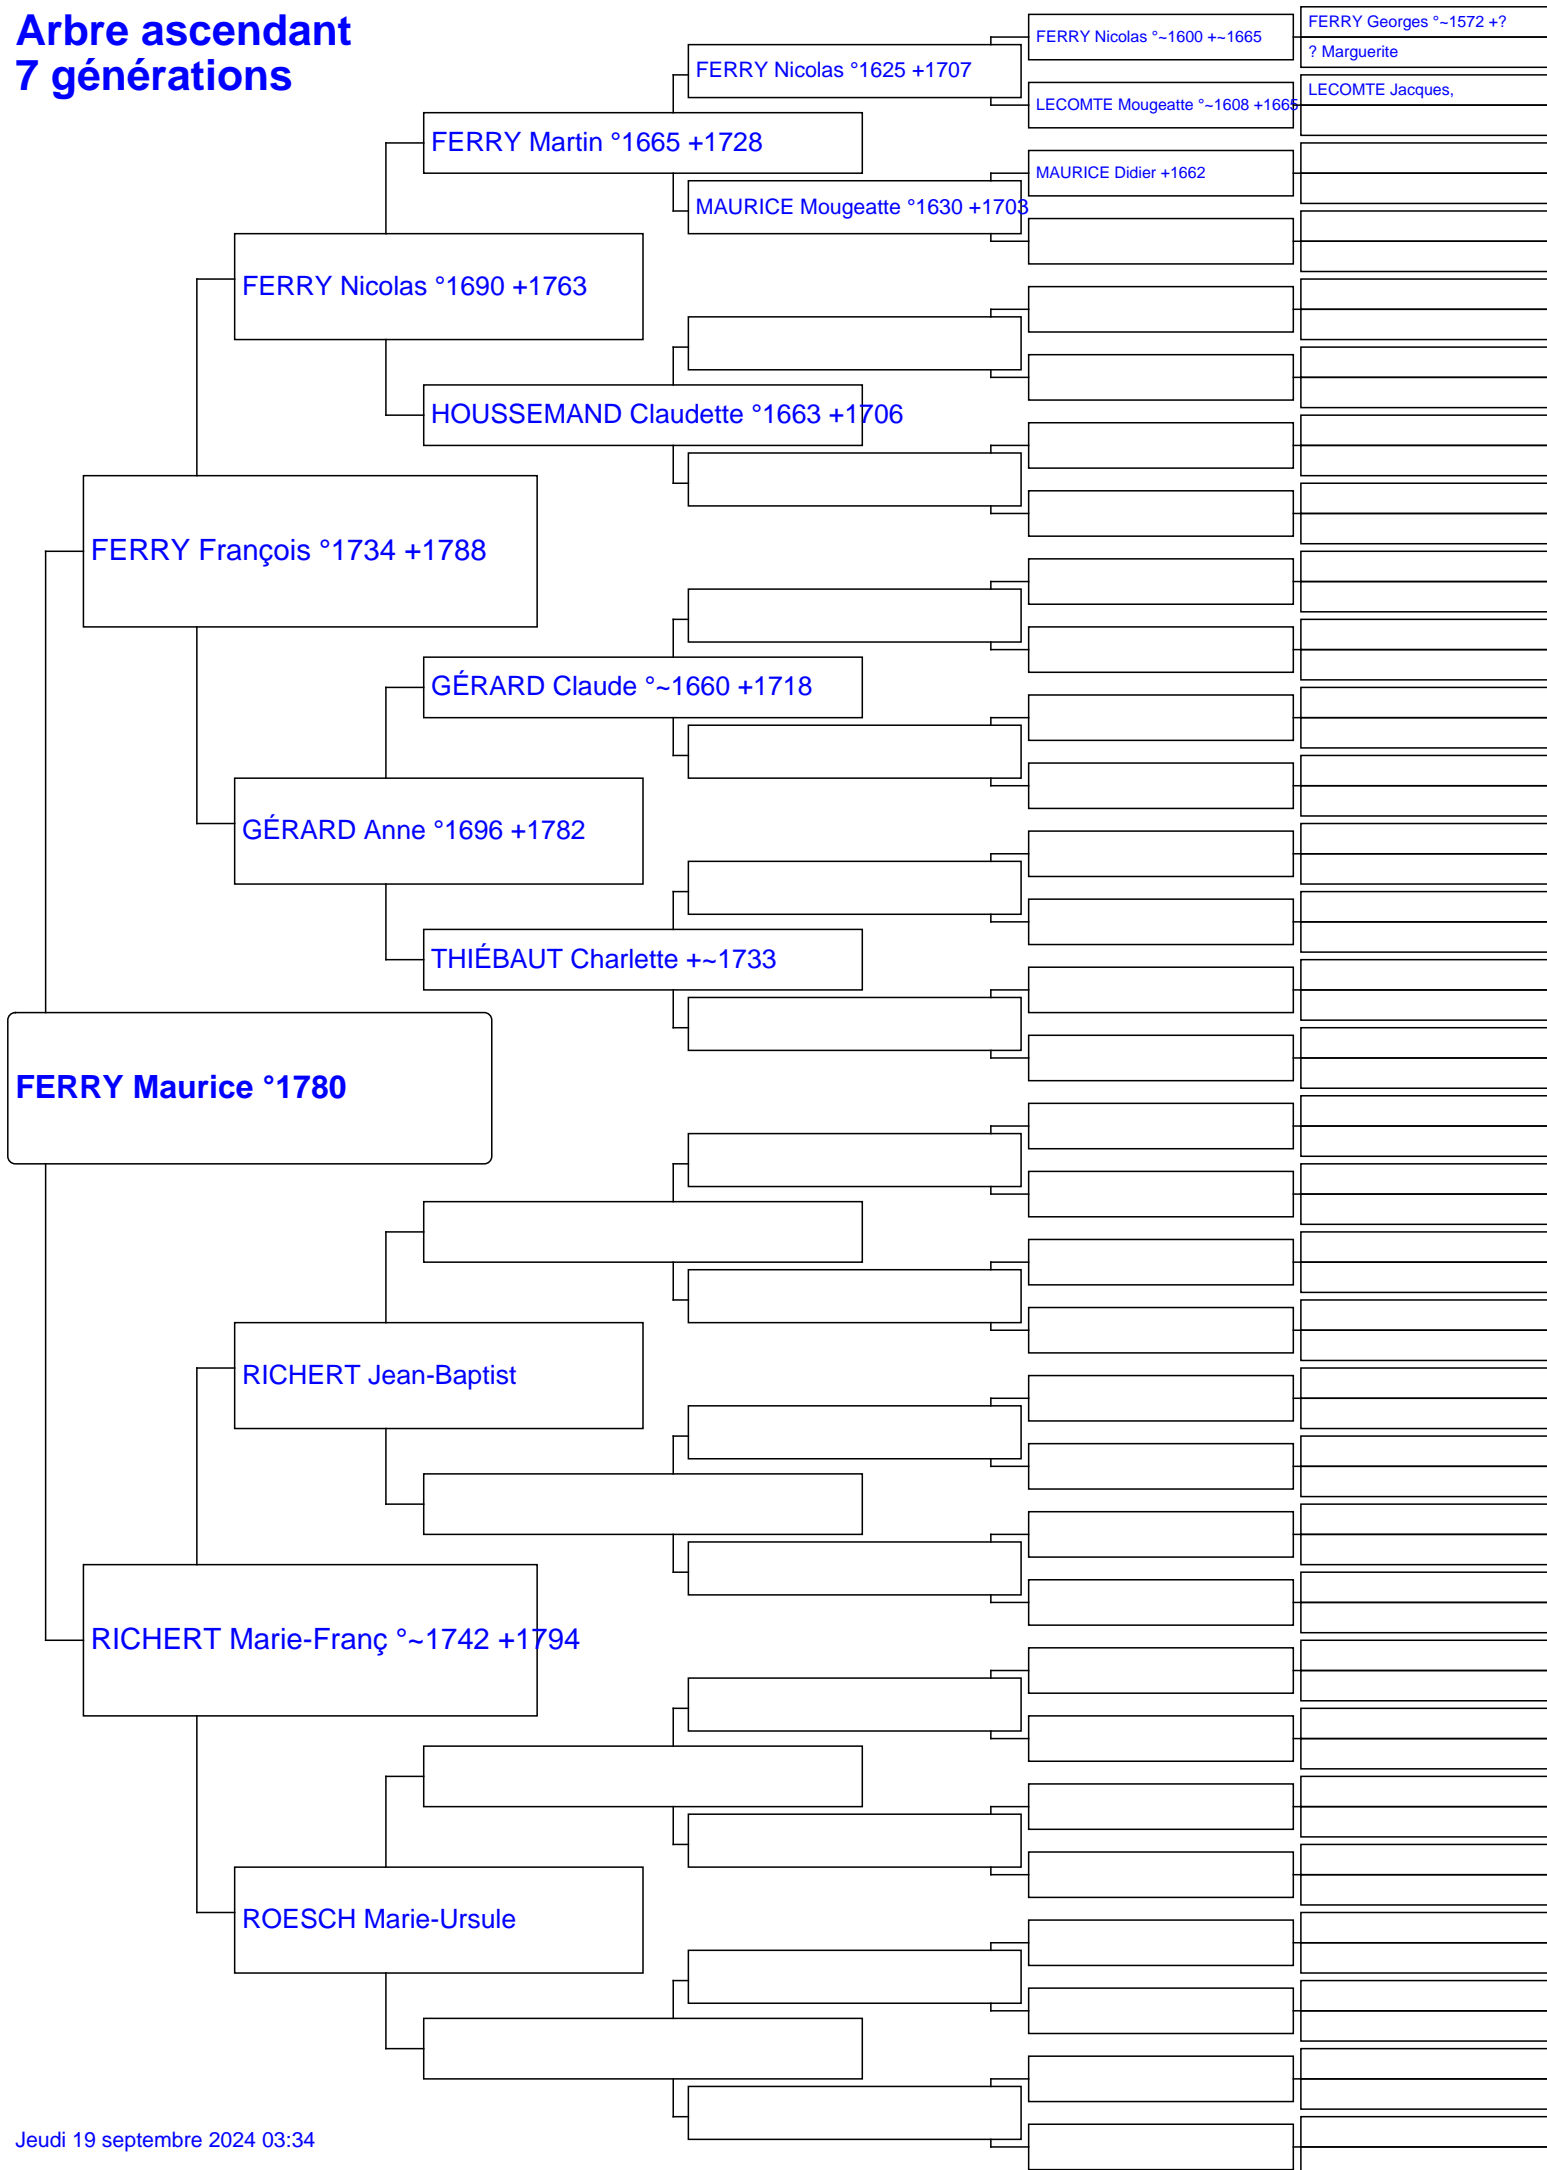 Arbre ascendant
7 générations
FERRY Georges °~1572 +?
FERRY Nicolas °~1600 +~1665
? Marguerite
FERRY Nicolas °1625 +1707
LECOMTE Jacques,
LECOMTE Mougeatte °~1608 +1665
FERRY Martin °1665 +1728
MAURICE Didier +1662
MAURICE Mougeatte °1630 +1703
FERRY Nicolas °1690 +1763
HOUSSEMAND Claudette °1663 +1706
FERRY François °1734 +1788
GÉRARD Claude °~1660 +1718
GÉRARD Anne °1696 +1782
THIÉBAUT Charlette +~1733
FERRY Maurice °1780
RICHERT Jean-Baptist
RICHERT Marie-Franç °~1742 +1794
ROESCH Marie-Ursule
Jeudi 19 septembre 2024 03:34